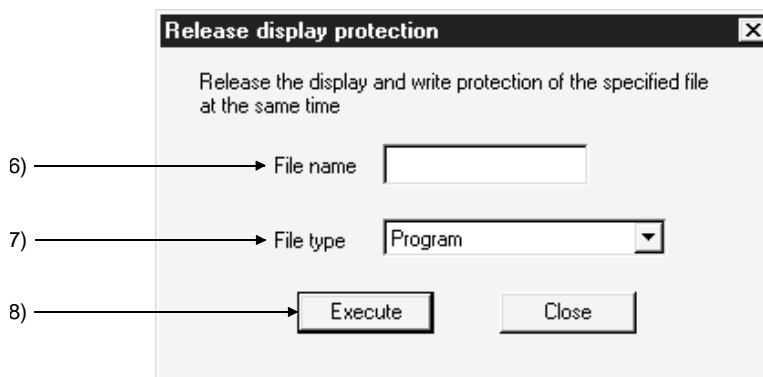 Release display protection
Release the display and write protection of the specified file
at the same time
6) File name
7) File type Program
8) Execute Close